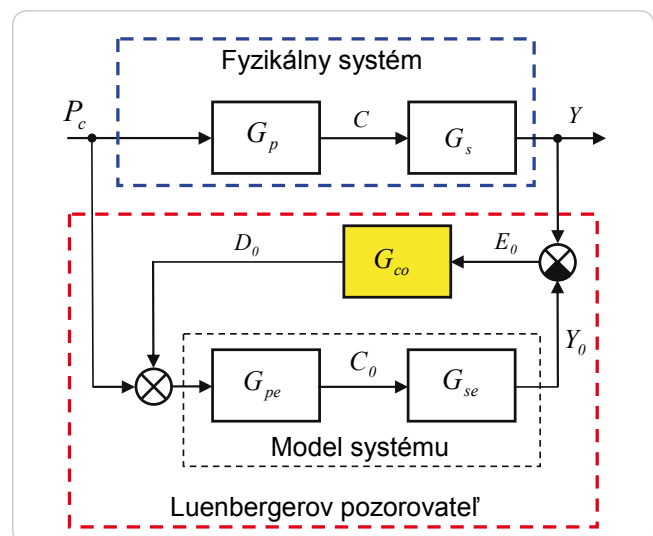 Fyzikálny systém
P_c
G_p
C
G_s
Y
D_0
G_co
E_0
G_pe
C_0
G_se
Y_0
Model systému
Luenbergerov pozorovateľ